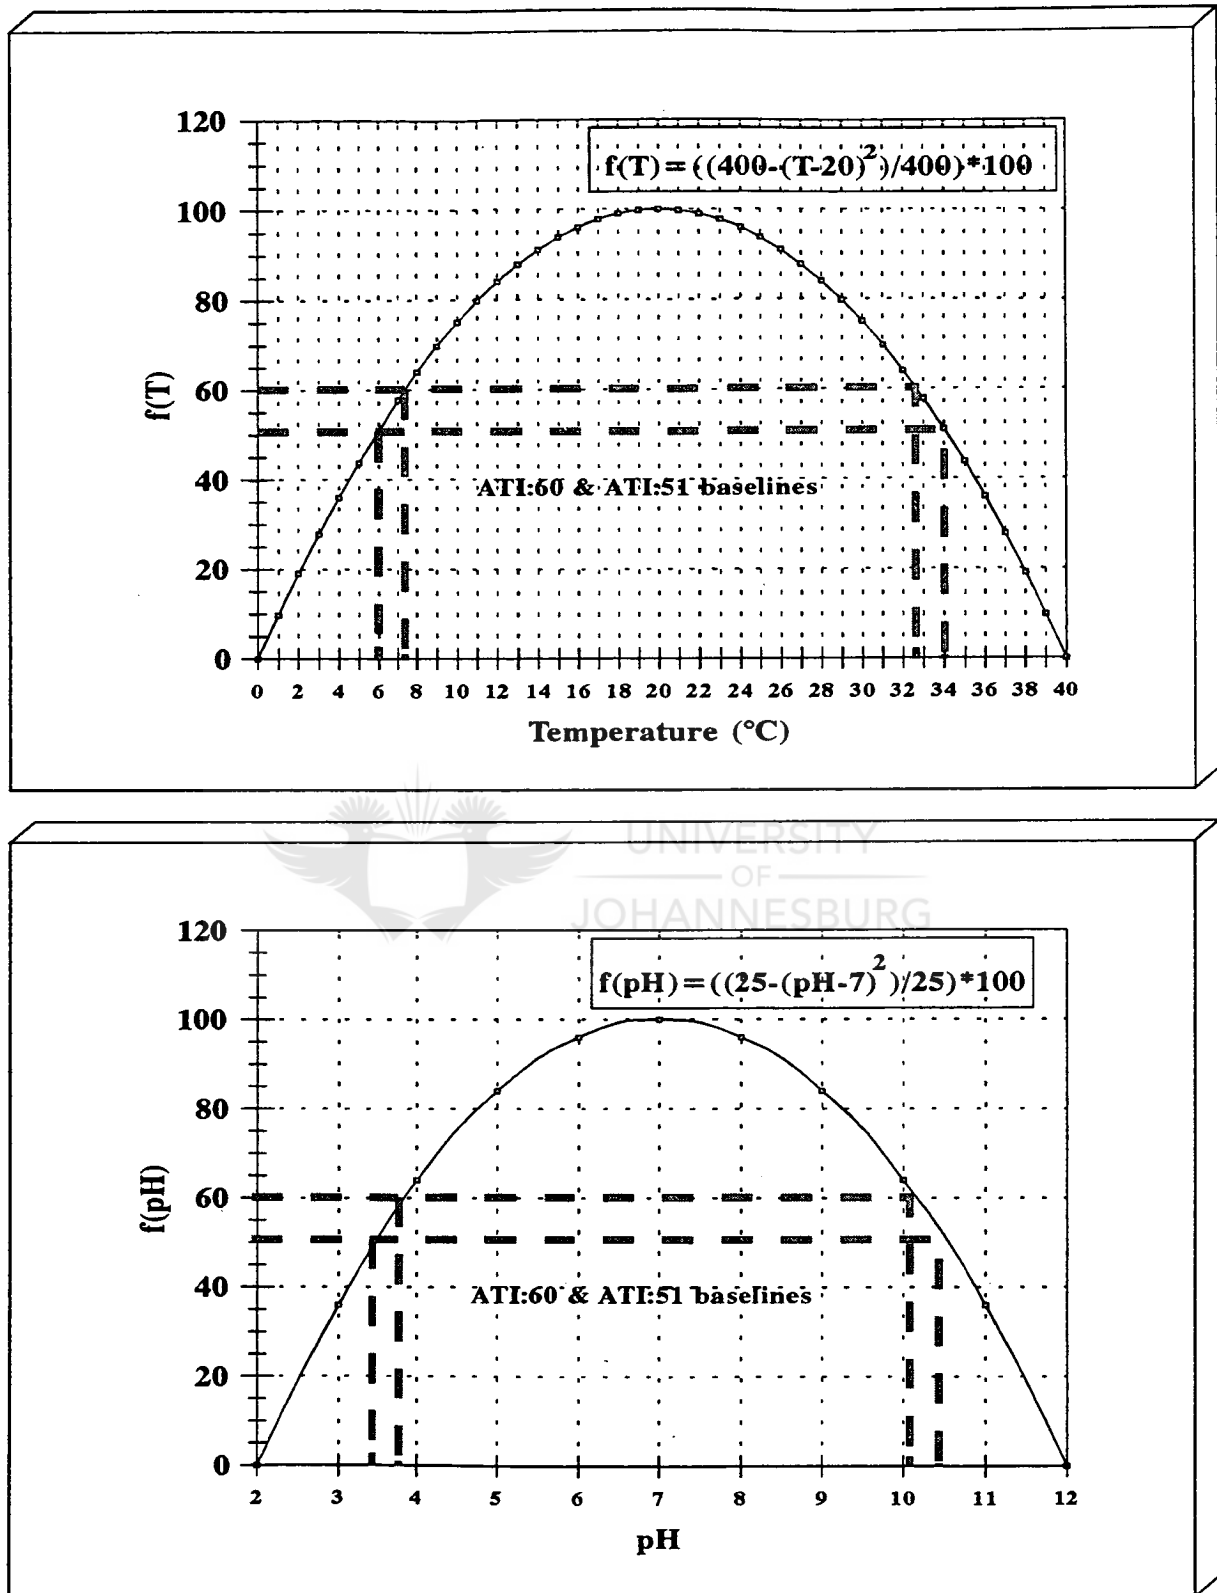 f(T)=((400-(T-20)²)/400)*100
120
100
80
60
40
20
0
f(T)
ATI:60 & ATI:51 baselines
0 2 4 6 8 10 12 14 16 18 20 22 24 26 28 30 32 34 36 38 40
Temperature (°C)
UNIVERSITY
OF
JOHANNESBURG
f(pH)=((25-(pH-7)²)/25)*100
120
100
80
60
40
20
0
f(pH)
ATI:60 & ATI:51 baselines
2 3 4 5 6 7 8 9 10 11 12
pH